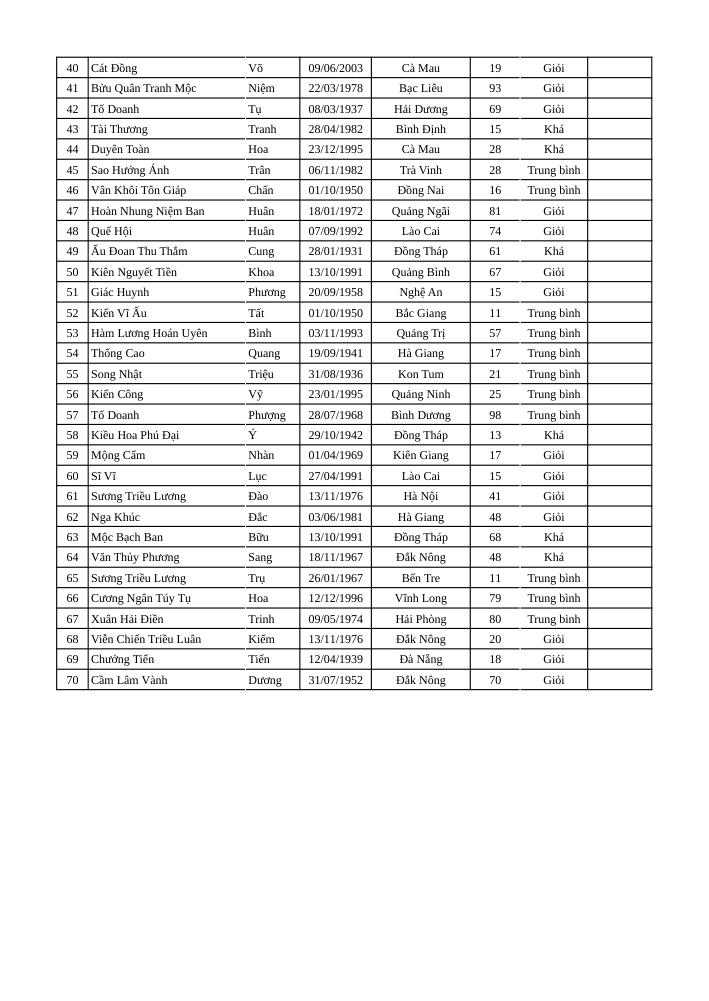 40 Cát Đồng Võ 09/06/2003 Cà Mau 19 Giỏi
41 Bửu Quân Tranh Mộc Niệm 22/03/1978 Bạc Liêu 93 Giỏi
42 Tố Doanh Tụ 08/03/1937 Hải Dương 69 Giỏi
43 Tài Thương Tranh 28/04/1982 Bình Định 15 Khá
44 Duyên Toàn Hoa 23/12/1995 Cà Mau 28 Khá
45 Sao Hướng Ánh Trân 06/11/1982 Trà Vinh 28 Trung bình
46 Vân Khôi Tôn Giáp Chấn 01/10/1950 Đồng Nai 16 Trung bình
47 Hoàn Nhung Niệm Ban Huân 18/01/1972 Quảng Ngãi 81 Giỏi
48 Quế Hội Huân 07/09/1992 Lào Cai 74 Giỏi
49 Ấu Đoan Thu Thắm Cung 28/01/1931 Đồng Tháp 61 Khá
50 Kiên Nguyết Tiền Khoa 13/10/1991 Quảng Bình 67 Giỏi
51 Giác Huynh Phương 20/09/1958 Nghệ An 15 Giỏi
52 Kiến Vĩ Ấu Tất 01/10/1950 Bắc Giang 11 Trung bình
53 Hàm Lương Hoán Uyên Bình 03/11/1993 Quảng Trị 57 Trung bình
54 Thống Cao Quang 19/09/1941 Hà Giang 17 Trung bình
55 Song Nhật Triệu 31/08/1936 Kon Tum 21 Trung bình
56 Kiến Công Vỹ 23/01/1995 Quảng Ninh 25 Trung bình
57 Tố Doanh Phượng 28/07/1968 Bình Dương 98 Trung bình
58 Kiều Hoa Phú Đại Ý 29/10/1942 Đồng Tháp 13 Khá
59 Mộng Cẩm Nhàn 01/04/1969 Kiên Giang 17 Giỏi
60 Sĩ Vĩ Lục 27/04/1991 Lào Cai 15 Giỏi
61 Sương Triều Lương Đào 13/11/1976 Hà Nội 41 Giỏi
62 Nga Khúc Đắc 03/06/1981 Hà Giang 48 Giỏi
63 Mộc Bạch Ban Bữu 13/10/1991 Đồng Tháp 68 Khá
64 Văn Thủy Phương Sang 18/11/1967 Đắk Nông 48 Khá
65 Sương Triều Lương Trụ 26/01/1967 Bến Tre 11 Trung bình
66 Cương Ngân Túy Tụ Hoa 12/12/1996 Vĩnh Long 79 Trung bình
67 Xuân Hải Điền Trinh 09/05/1974 Hải Phòng 80 Trung bình
68 Viễn Chiến Triều Luân Kiếm 13/11/1976 Đắk Nông 20 Giỏi
69 Chưởng Tiến Tiến 12/04/1939 Đà Nẵng 18 Giỏi
70 Cầm Lâm Vành Dương 31/07/1952 Đắk Nông 70 Giỏi